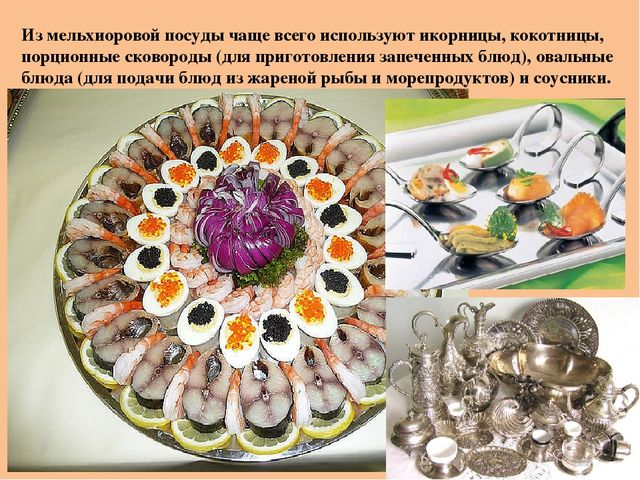 Из мельхиоровой посуды чаще всего используют икорницы, кокотницы,
порционные сковороды (для приготовления запеченных блюд), овальные
блюда (для подачи блюд из жареной рыбы и морепродуктов) и соусники.